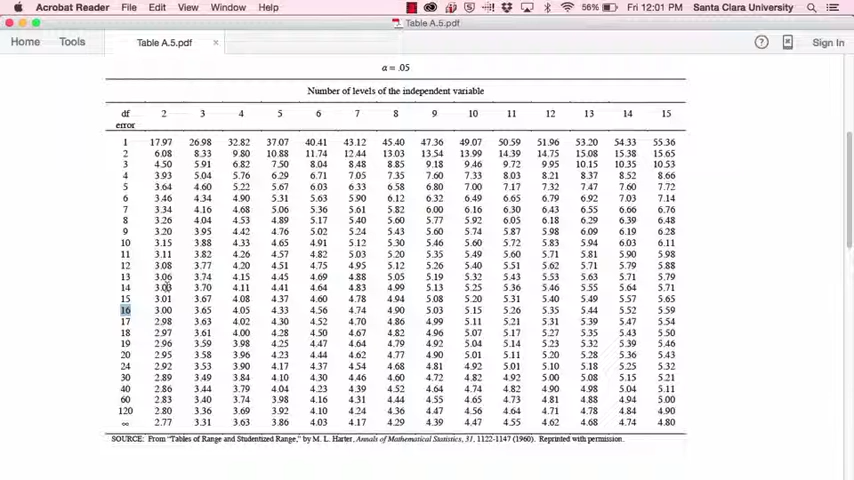 Acrobat Reader File Edit View Window Help 56% Fri 12:01 PM Santa Clara University
Table A.5.pdf
Home Tools Table A.5.pdf × ? Sign In
α = .05
Number of levels of the independent variable
df error 2 3 4 5 6 7 8 9 10 11 12 13 14 15
1 17.97 26.98 32.82 37.07 40.41 43.12 45.40 47.36 49.07 50.59 51.96 53.20 54.33 55.36
2 6.08 8.33 9.80 10.88 11.74 12.44 13.03 13.54 13.99 14.39 14.75 15.08 15.38 15.65
3 4.50 5.91 6.82 7.50 8.04 8.48 8.85 9.18 9.46 9.72 9.95 10.15 10.35 10.53
4 3.93 5.04 5.76 6.29 6.71 7.05 7.35 7.60 7.33 8.03 8.21 8.37 8.52 8.66
5 3.64 4.60 5.22 5.67 6.03 6.33 6.58 6.80 7.00 7.17 7.32 7.47 7.60 7.72
6 3.46 4.34 4.90 5.31 5.63 5.90 6.12 6.32 6.49 6.65 6.79 6.92 7.03 7.14
7 3.34 4.16 4.68 5.06 5.36 5.61 5.82 6.00 6.16 6.30 6.43 6.55 6.66 6.76
8 3.26 4.04 4.53 4.89 5.17 5.40 5.60 5.77 5.92 6.05 6.18 6.29 6.39 6.48
9 3.20 3.95 4.42 4.76 5.02 5.24 5.43 5.60 5.74 5.87 5.98 6.09 6.19 6.28
10 3.15 3.88 4.33 4.65 4.91 5.12 5.30 5.46 5.60 5.72 5.83 5.94 6.03 6.11
11 3.11 3.82 4.26 4.57 4.82 5.03 5.20 5.35 5.49 5.60 5.71 5.81 5.90 5.98
12 3.08 3.77 4.20 4.51 4.75 4.95 5.12 5.26 5.40 5.51 5.62 5.71 5.79 5.88
13 3.06 3.74 4.15 4.45 4.69 4.88 5.05 5.19 5.32 5.43 5.53 5.63 5.71 5.79
14 3.03 3.70 4.11 4.41 4.64 4.83 4.99 5.13 5.25 5.36 5.46 5.55 5.64 5.71
15 3.01 3.67 4.08 4.37 4.60 4.78 4.94 5.08 5.20 5.31 5.40 5.49 5.57 5.65
16 3.00 3.65 4.05 4.33 4.56 4.74 4.90 5.03 5.15 5.26 5.35 5.44 5.52 5.59
17 2.98 3.63 4.02 4.30 4.52 4.70 4.86 4.99 5.11 5.21 5.31 5.39 5.47 5.54
18 2.97 3.61 4.00 4.28 4.50 4.67 4.82 4.96 5.07 5.17 5.27 5.35 5.43 5.50
19 2.96 3.59 3.98 4.25 4.47 4.64 4.79 4.92 5.04 5.14 5.23 5.32 5.39 5.46
20 2.95 3.58 3.96 4.23 4.44 4.62 4.77 4.90 5.01 5.11 5.20 5.28 5.36 5.43
24 2.92 3.53 3.90 4.17 4.37 4.54 4.68 4.81 4.92 5.01 5.10 5.18 5.25 5.32
30 2.89 3.49 3.84 4.10 4.30 4.46 4.60 4.72 4.82 4.92 5.00 5.08 5.15 5.21
40 2.86 3.44 3.79 4.04 4.23 4.39 4.52 4.64 4.74 4.82 4.90 4.98 5.04 5.11
60 2.83 3.40 3.74 3.98 4.16 4.31 4.44 4.55 4.65 4.73 4.81 4.88 4.94 5.00
120 2.80 3.36 3.69 3.92 4.10 4.24 4.36 4.47 4.56 4.64 4.71 4.78 4.84 4.90
∞ 2.77 3.31 3.63 3.86 4.03 4.17 4.29 4.39 4.47 4.55 4.62 4.68 4.74 4.80
SOURCE: From “Tables of Range and Studentized Range,” by M. L. Harter, Annals of Mathematical Statistics, 31, 1122-1147 (1960). Reprinted with permission.